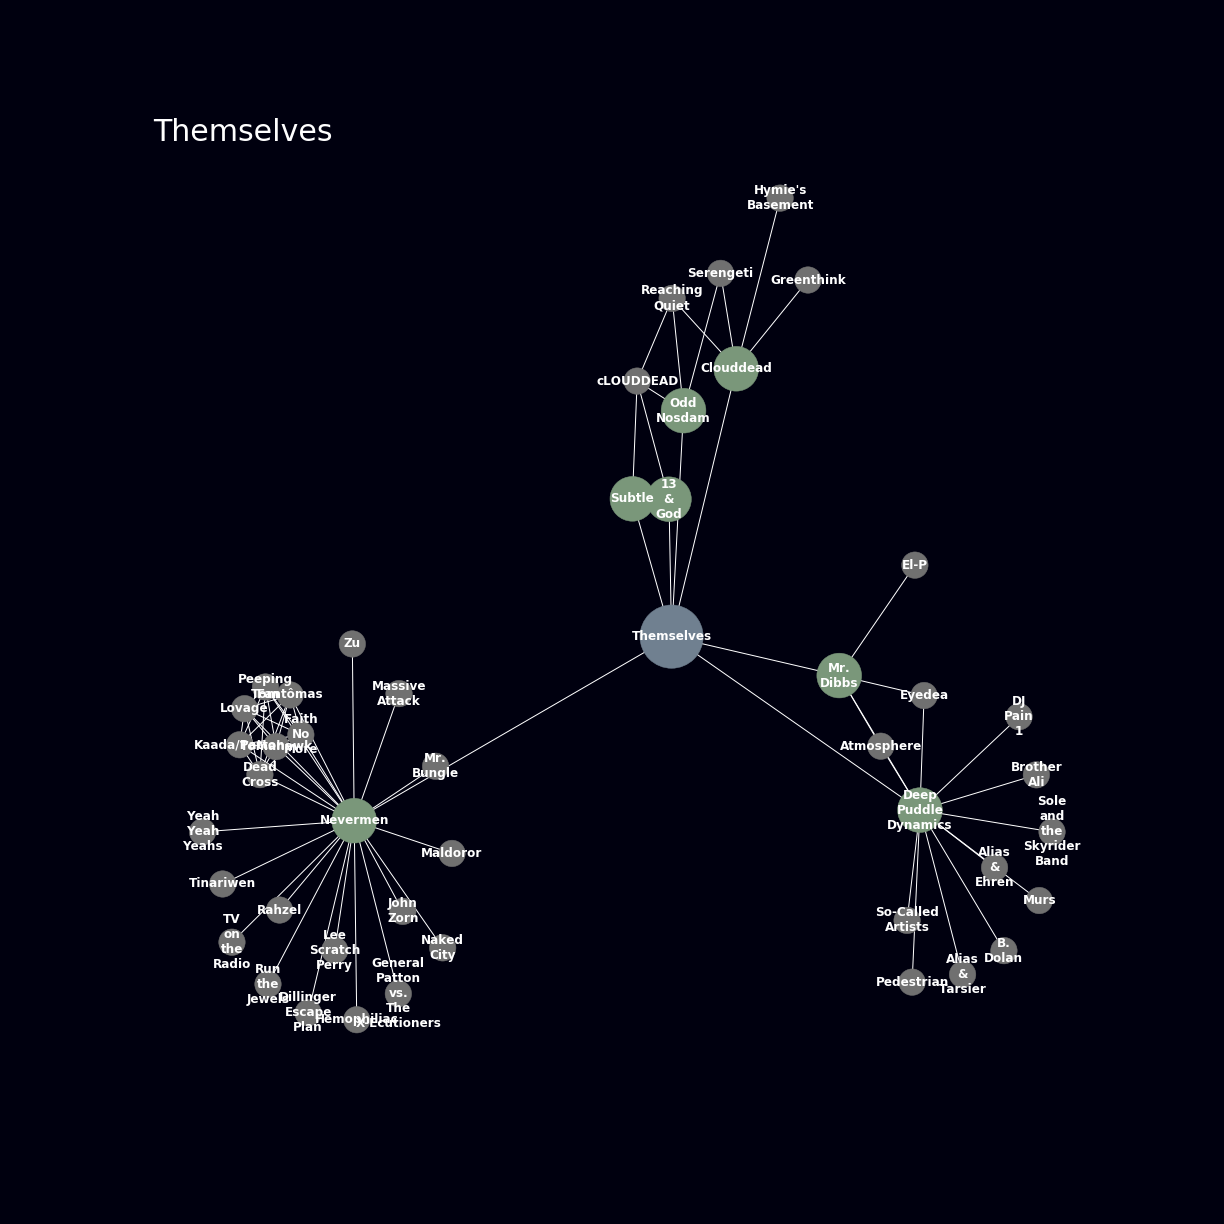 Themselves
Hymie's
Basement
Serengeti
Greenthink
Reaching
Quiet
Clouddead
cLOUDDEAD
Odd
Nosdam
Subtle
13
&
God
El-P
Themselves
Zu
Mr.
Dibbs
Peeping
Tom
Fantômas
Massive
Attack
Eyedea
Lovage
DJ
Pain
1
Faith
No
More
Kaada/
Tomahawk
Atmosphere
Mr.
Bungle
Dead
Cross
Brother
Ali
Deep
Puddle
Dynamics
Nevermen
Yeah
Yeah
Yeahs
Sole
and
the
Skyrider
Band
Maldoror
Alias
&
Ehren
Tinariwen
Murs
Rahzel
John
Zorn
So-Called
Artists
TV
on
the
Radio
Lee
Scratch
Perry
Naked
City
B.
Dolan
Alias
&
Tarsier
Pedestrian
Run
the
Jewels
General
Patton
vs.
The
X-Ecutioners
Dillinger
Escape
Plan
Hemophiliac